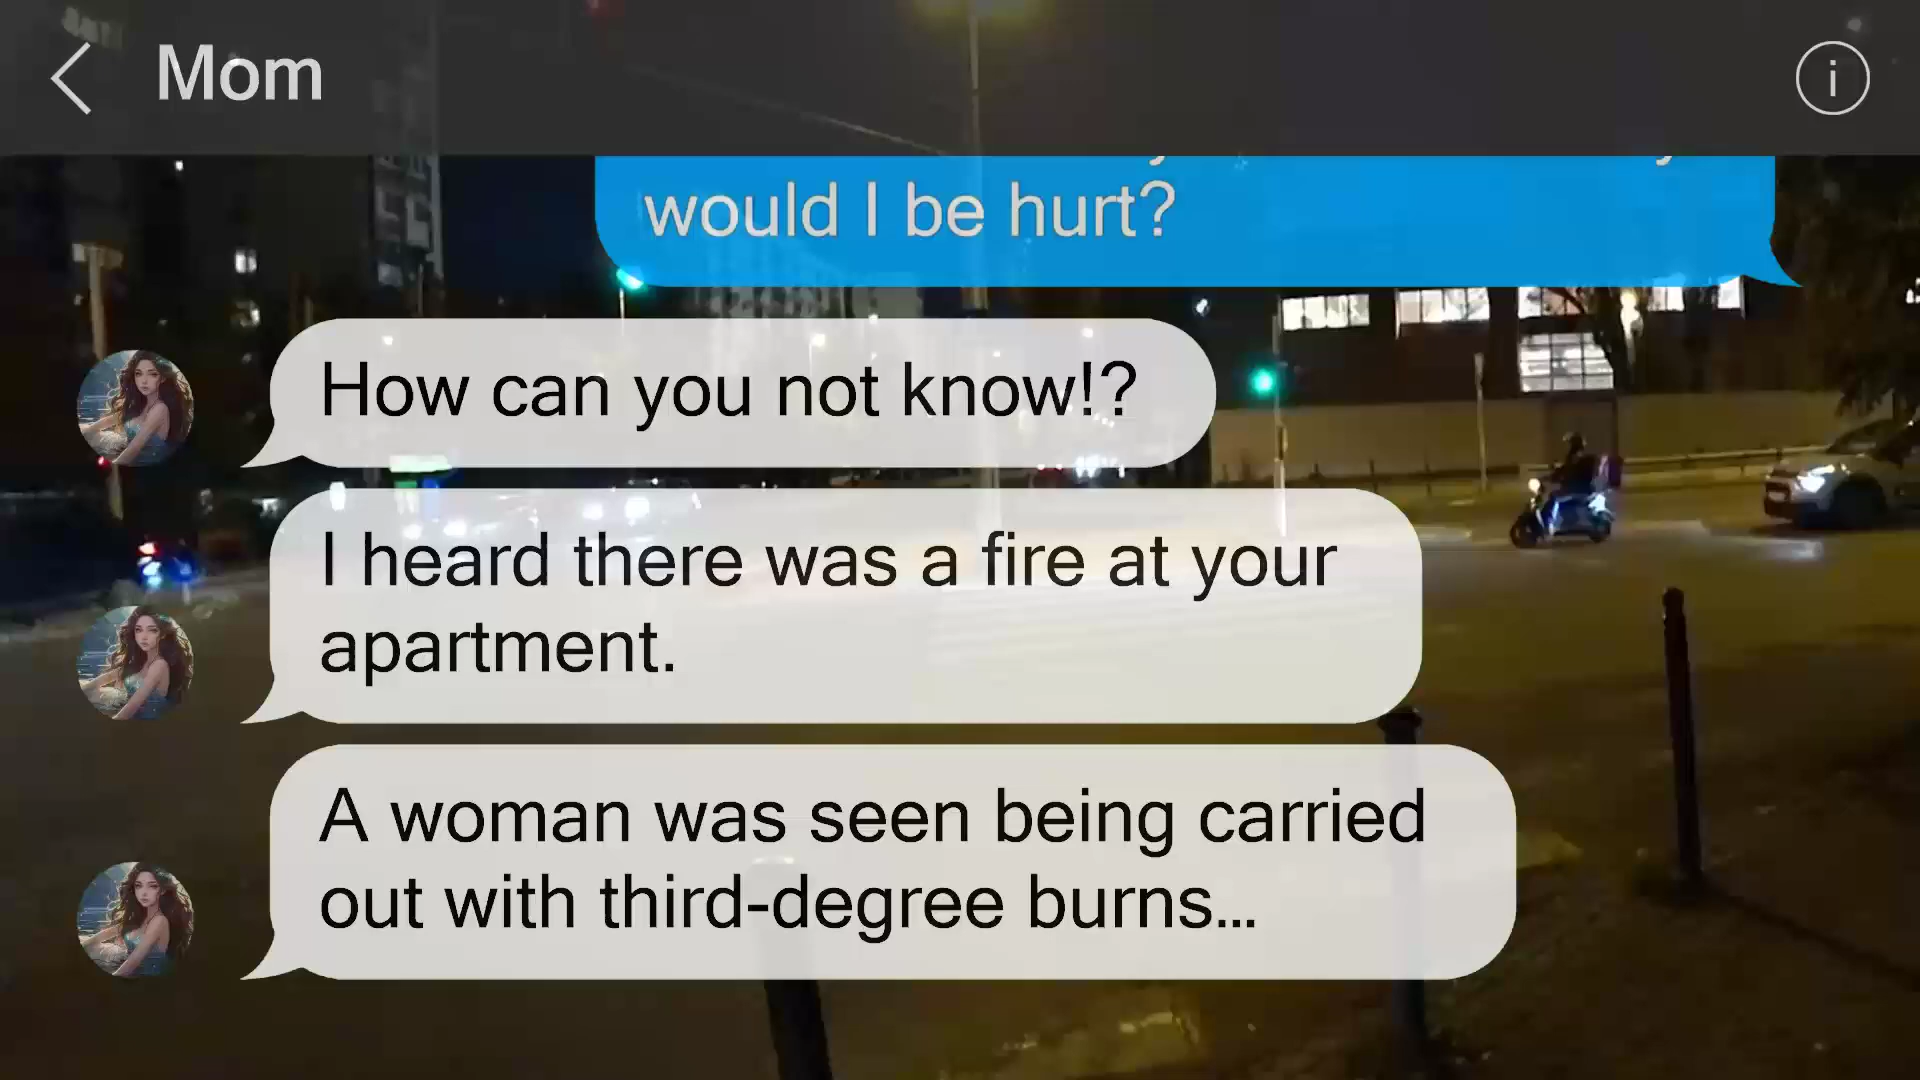 Mom
would I be hurt?
How can you not know!?
I heard there was a fire at your
apartment.
A woman was seen being carried
out with third-degree burns...